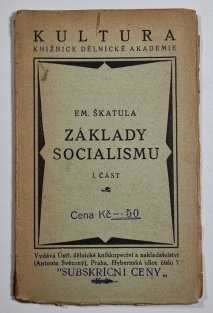 KULTURA
KNIŽNICE DĚLNICKÉ AKADEMIE
EM. ŠKATULA
ZÁKLADY
SOCIALISMU
I. ČÁST
Cena Kč -·50
Vydává Ústř. dělnické knihkupectví a nakladatelství
(Antonín Svěcený), Praha, Hybernská ulice číslo 7
"SUBSKRIČNÍ CENY„